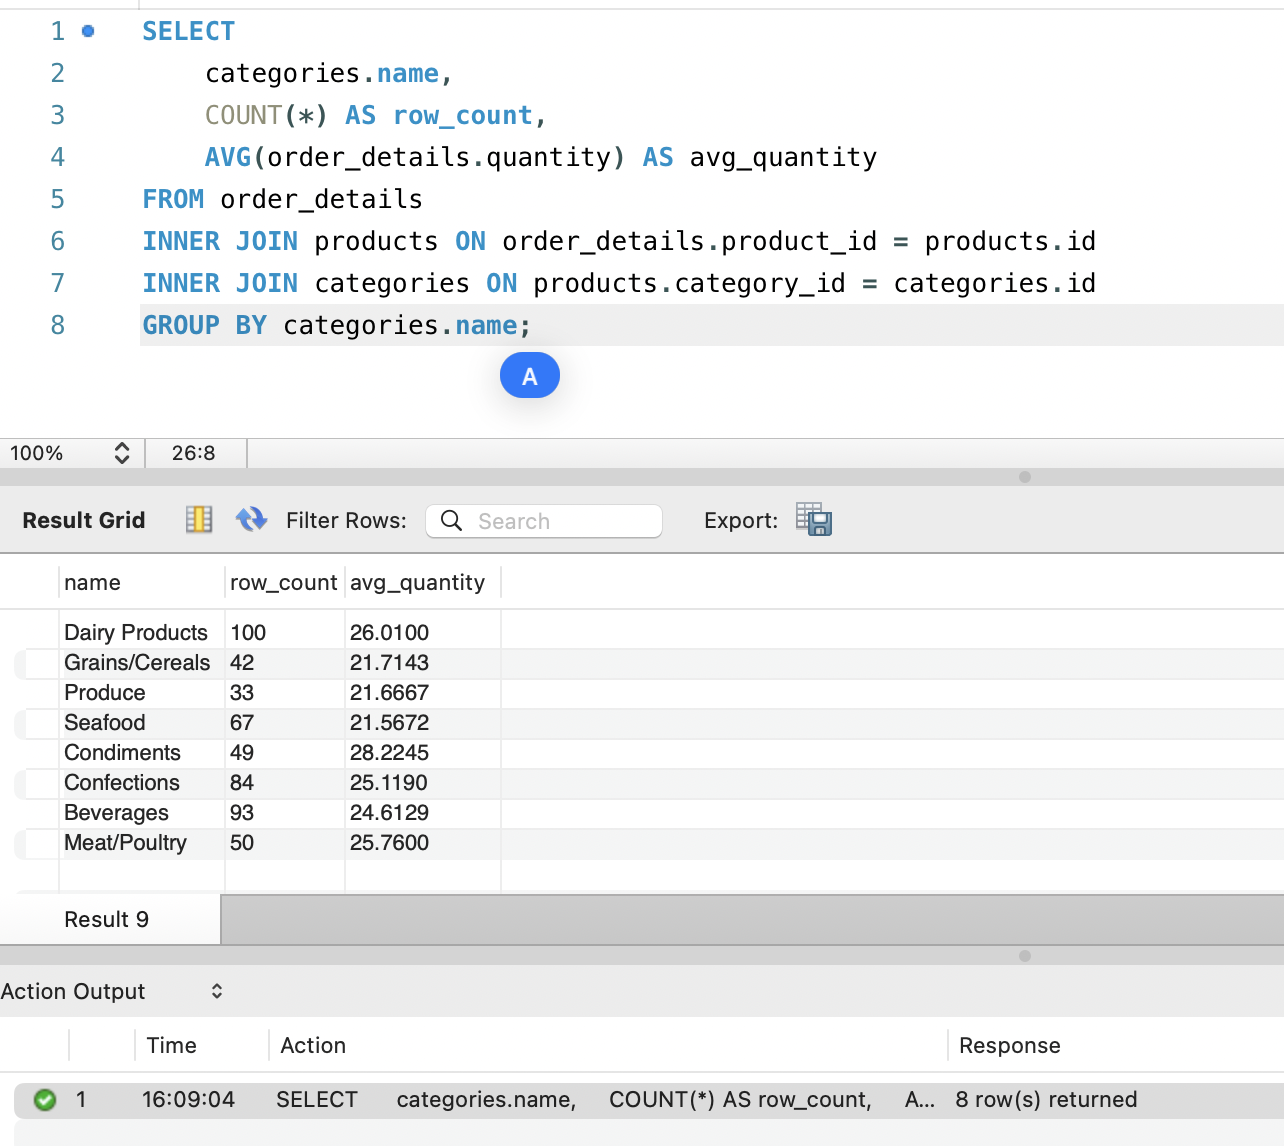 1 SELECT
2 categories.name,
3 COUNT(*) AS row_count,
4 AVG(order_details.quantity) AS avg_quantity
5 FROM order_details
6 INNER JOIN products ON order_details.product_id = products.id
7 INNER JOIN categories ON products.category_id = categories.id
8 GROUP BY categories.name;
A
100% 26:8
Result Grid Filter Rows: Search Export:
name row_count avg_quantity
Dairy Products 100 26.0100
Grains/Cereals 42 21.7143
Produce 33 21.6667
Seafood 67 21.5672
Condiments 49 28.2245
Confections 84 25.1190
Beverages 93 24.6129
Meat/Poultry 50 25.7600
Result 9
Action Output
Time Action Response
1 16:09:04 SELECT categories.name, COUNT(*) AS row_count, A... 8 row(s) returned